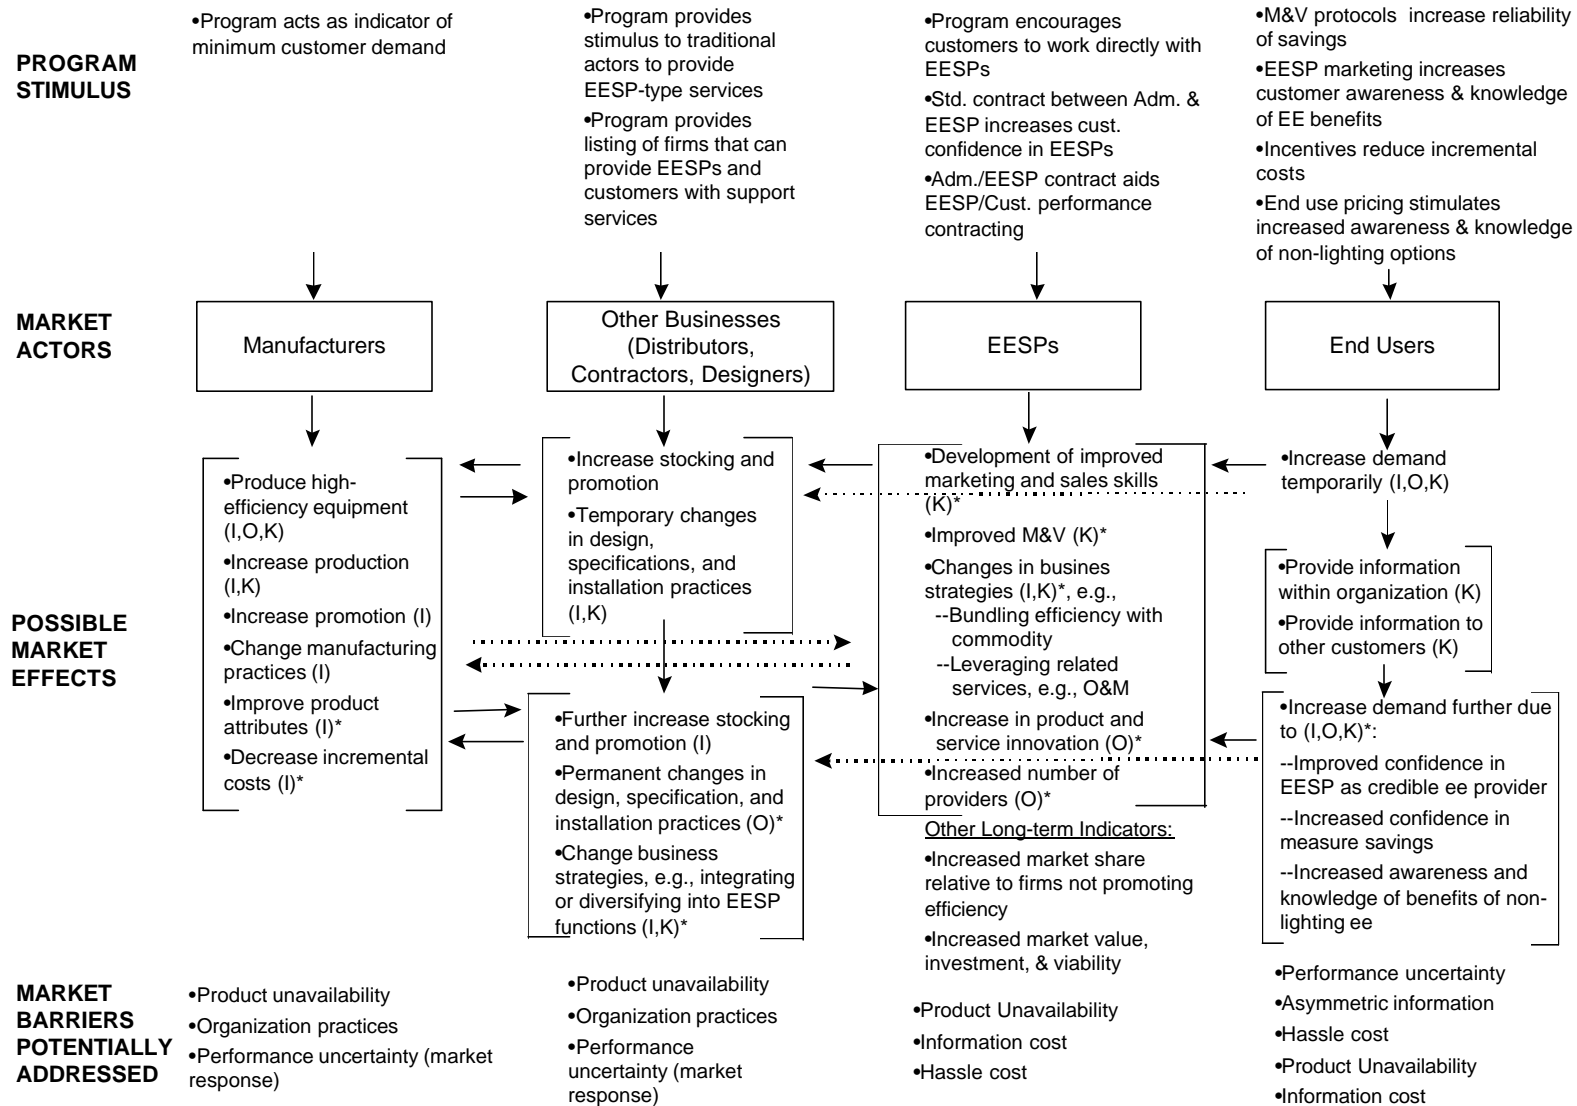 PROGRAM
STIMULUS
•Program acts as indicator of
minimum customer demand
•Program provides
stimulus to traditional
actors to provide
EESP-type services
•Program provides
listing of firms that can
provide EESPs and
customers with support
services
•Program encourages
customers to work directly with
EESPs
•Std. contract between Adm. &
EESP increases cust.
confidence in EESPs
•Adm./EESP contract aids
EESP/Cust. performance
contracting
•M&V protocols increase reliability
of savings
•EESP marketing increases
customer awareness & knowledge
of EE benefits
•Incentives reduce incremental
costs
•End use pricing stimulates
increased awareness & knowledge
of non-lighting options
MARKET
ACTORS
Manufacturers
Other Businesses
(Distributors,
Contractors, Designers)
EESPs
End Users
POSSIBLE
MARKET
EFFECTS
•Produce high-
efficiency equipment
(I,O,K)
•Increase production
(I,K)
•Increase promotion (I)
•Change manufacturing
practices (I)
•Improve product
attributes (I)*
•Decrease incremental
costs (I)*
•Increase stocking and
promotion
•Temporary changes
in design,
specifications, and
installation practices
(I,K)
•Further increase stocking
and promotion (I)
•Permanent changes in
design, specification, and
installation practices (O)*
•Change business
strategies, e.g., integrating
or diversifying into EESP
functions (I,K)*
•Development of improved
marketing and sales skills
(K)*
•Improved M&V (K)*
•Changes in busines
strategies (I,K)*, e.g.,
--Bundling efficiency with
commodity
--Leveraging related
services, e.g., O&M
•Increase in product and
service innovation (O)*
•Increased number of
providers (O)*
Other Long-term Indicators:
•Increased market share
relative to firms not promoting
efficiency
•Increased market value,
investment, & viability
•Increase demand
temporarily (I,O,K)
•Provide information
within organization (K)
•Provide information to
other customers (K)
•Increase demand further due
to (I,O,K)*:
--Improved confidence in
EESP as credible ee provider
--Increased confidence in
measure savings
--Increased awareness and
knowledge of benefits of non-
lighting ee
MARKET
BARRIERS
POTENTIALLY
ADDRESSED
•Product unavailability
•Organization practices
•Performance uncertainty (market
response)
•Product unavailability
•Organization practices
•Performance
uncertainty (market
response)
•Product Unavailability
•Information cost
•Hassle cost
•Performance uncertainty
•Asymmetric information
•Hassle cost
•Product Unavailability
•Information cost